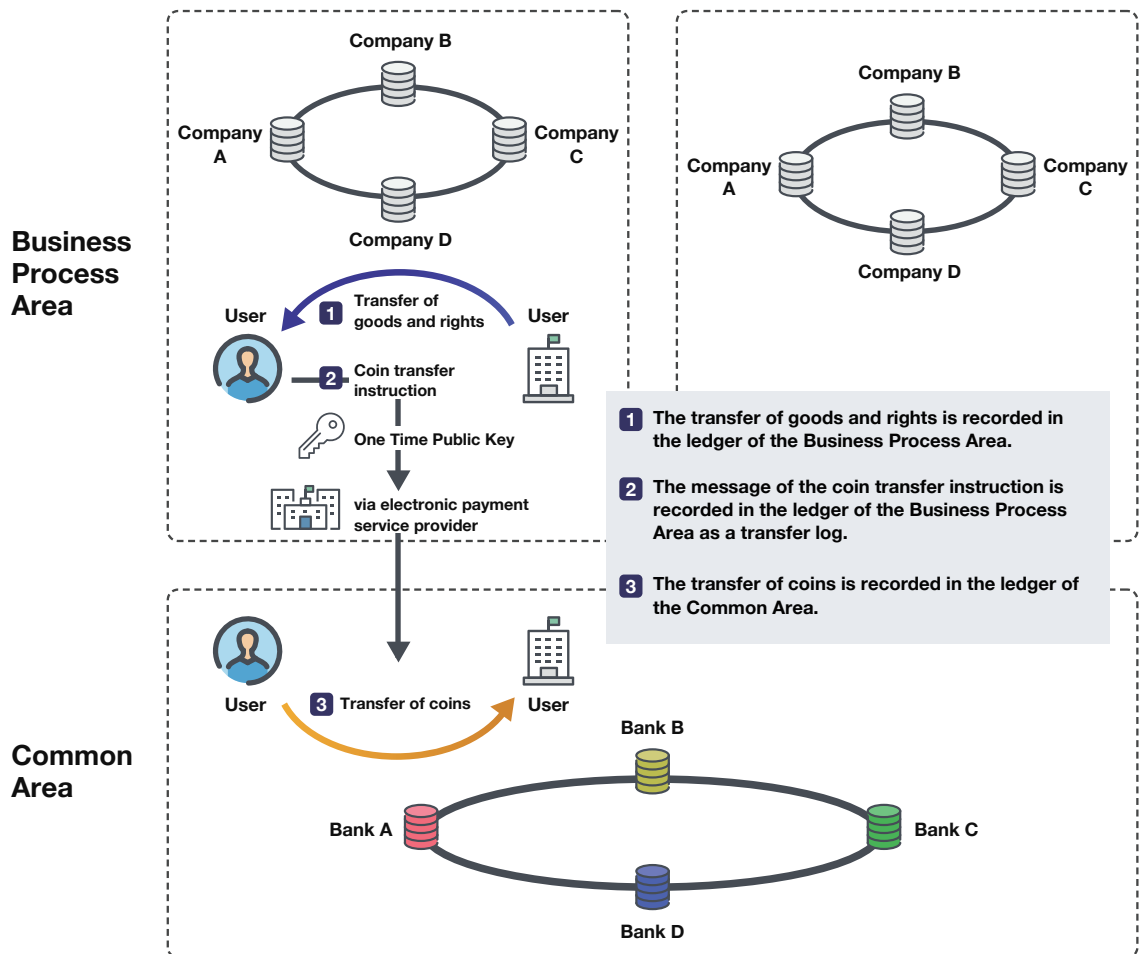 Business
Process
Area
Company B
Company
A
Company
C
Company D
User
1
Transfer of
goods and rights
User
2
Coin transfer
instruction
One Time Public Key
via electronic payment
service provider
Company B
Company
A
Company
C
Company D
1 The transfer of goods and rights is recorded in
the ledger of the Business Process Area.
2 The message of the coin transfer instruction is
recorded in the ledger of the Business Process
Area as a transfer log.
3 The transfer of coins is recorded in the ledger of
the Common Area.
Common
Area
User
3 Transfer of coins
User
Bank B
Bank A
Bank C
Bank D